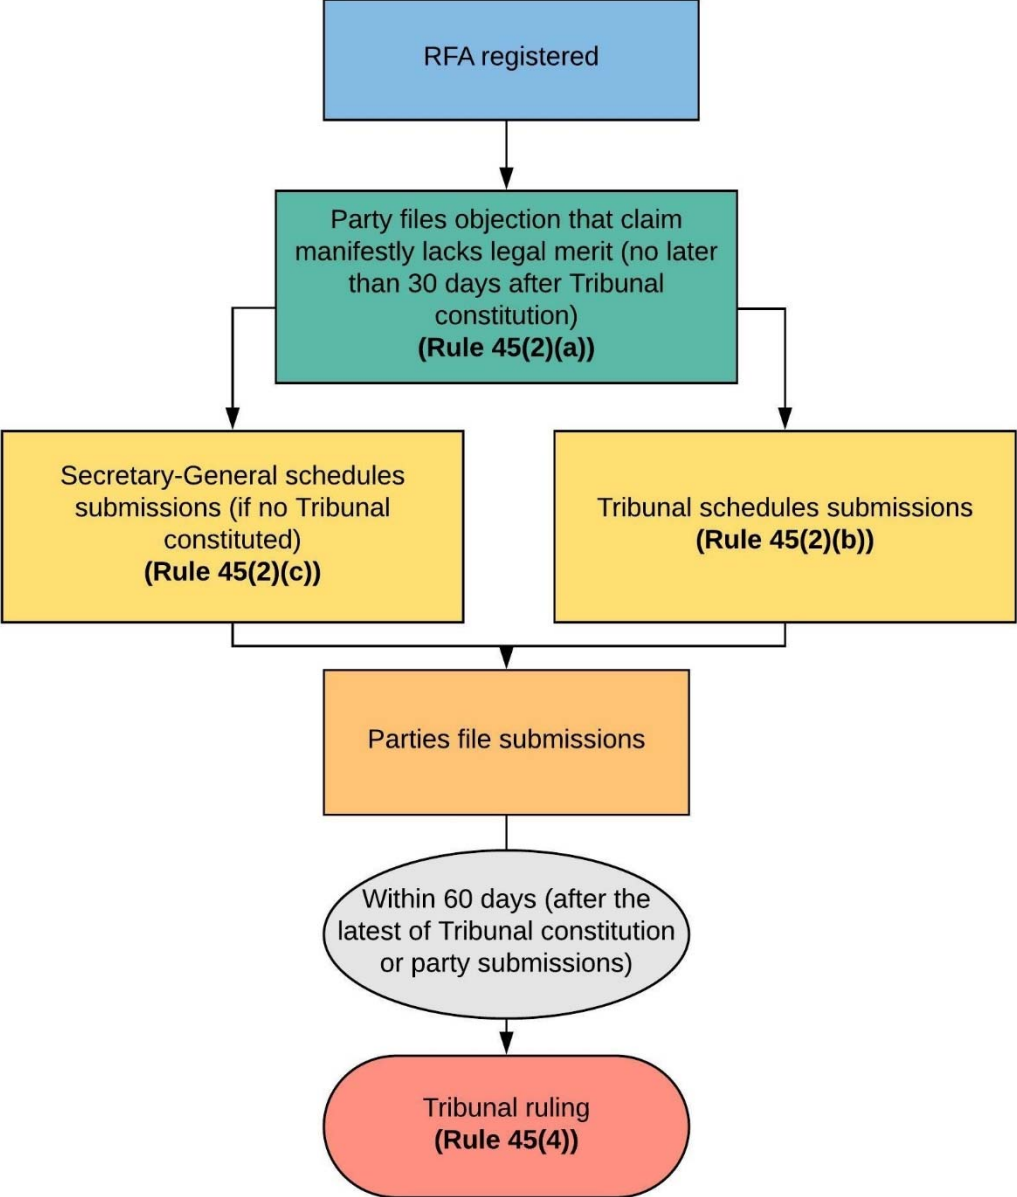 RFA registered
Party files objection that claim
manifestly lacks legal merit (no later
than 30 days after Tribunal
constitution)
(Rule 45(2)(a))
Secretary-General schedules
submissions (if no Tribunal
constituted)
(Rule 45(2)(c))
Tribunal schedules submissions
(Rule 45(2)(b))
Parties file submissions
Within 60 days (after the
latest of Tribunal constitution
or party submissions)
Tribunal ruling
(Rule 45(4))